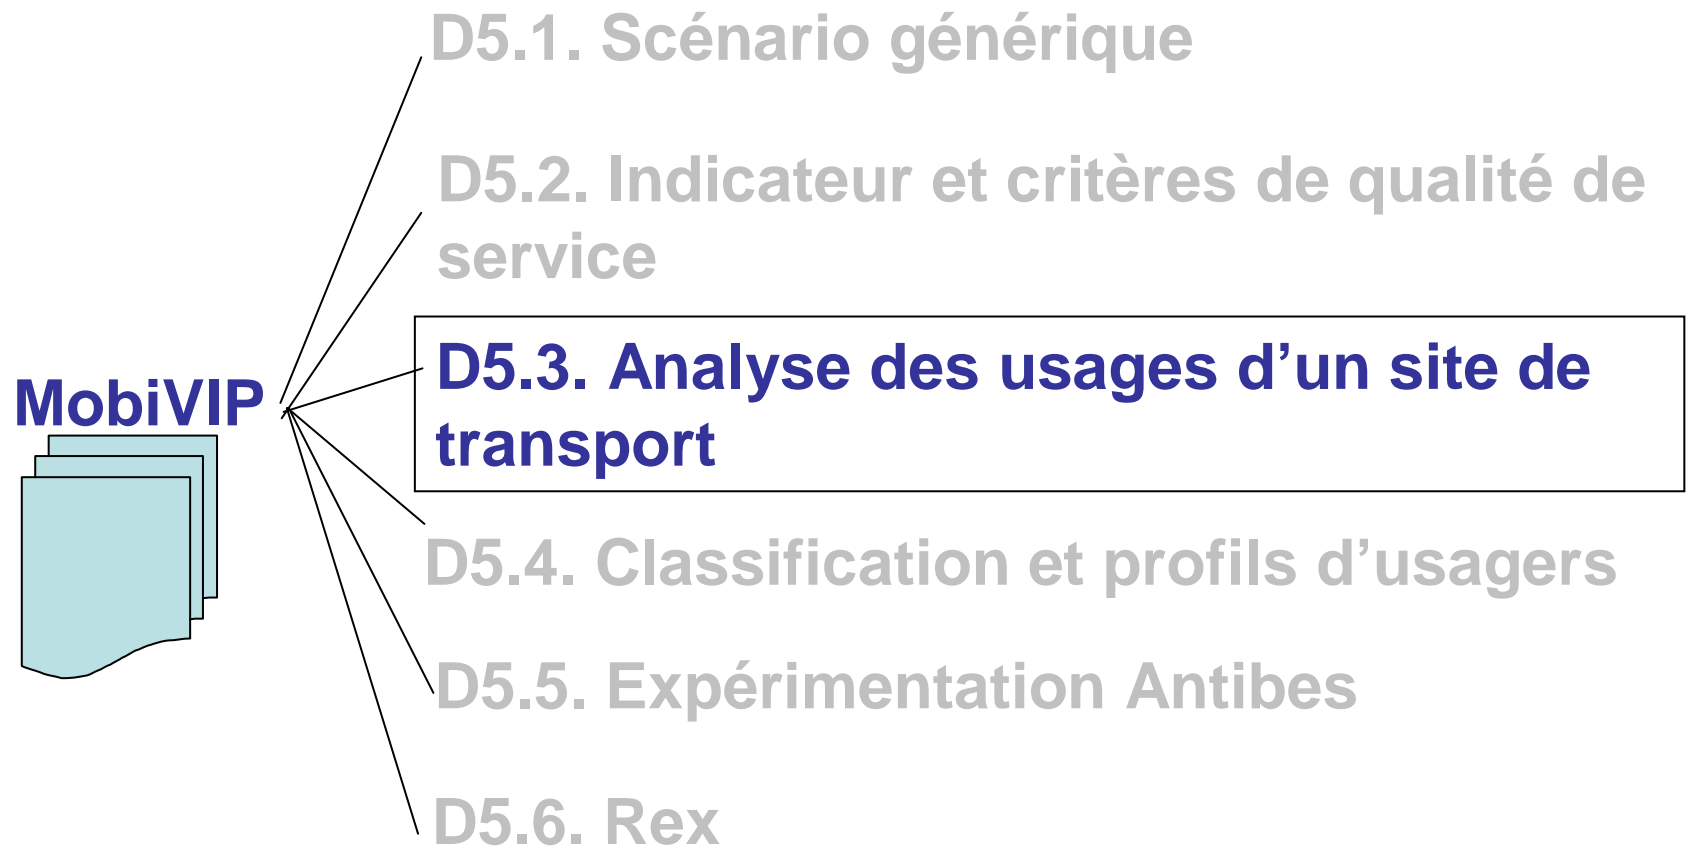 D5.1. Scénario générique
D5.2. Indicateur et critères de qualité de
service
D5.3. Analyse des usages d’un site de
transport
MobiVIP
D5.4. Classification et profils d’usagers
D5.5. Expérimentation Antibes
D5.6. Rex